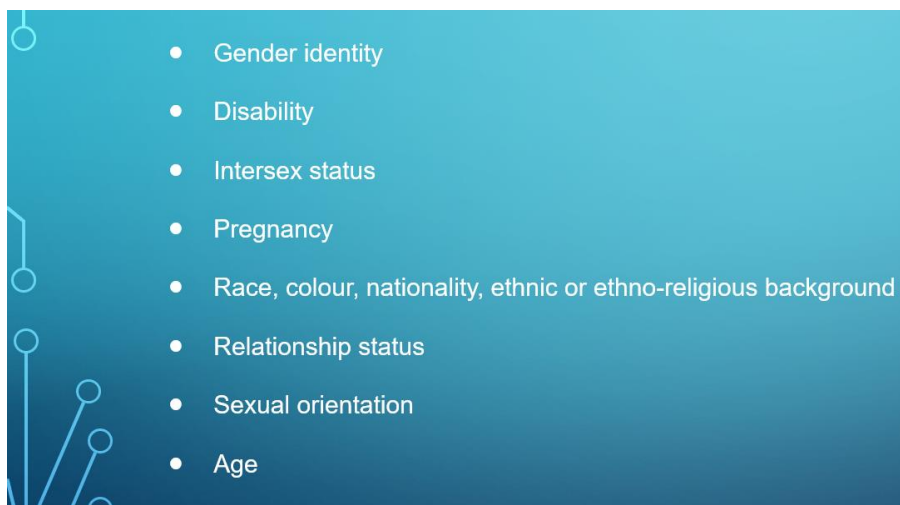 ● Gender identity
● Disability
● Intersex status
● Pregnancy
● Race, colour, nationality, ethnic or ethno-religious background
● Relationship status
● Sexual orientation
● Age